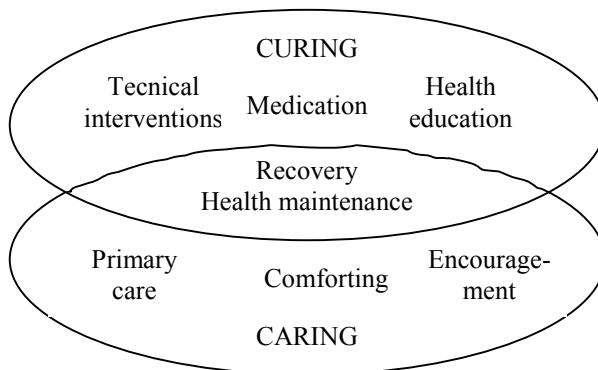 CURING
Tecnical
interventions
Medication
Health
education
Recovery
Health maintenance
Primary
care
Comforting
Encourage-
ment
CARING